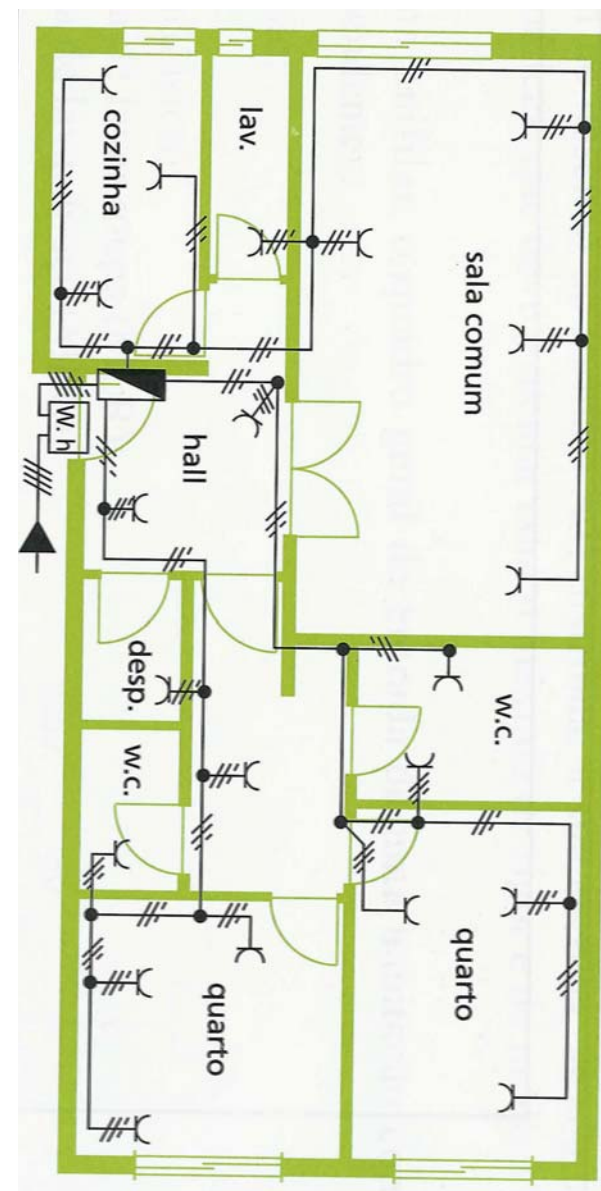 cozinha
lav.
sala comum
W.h
hall
desp.
w.c.
w.c.
quarto
quarto